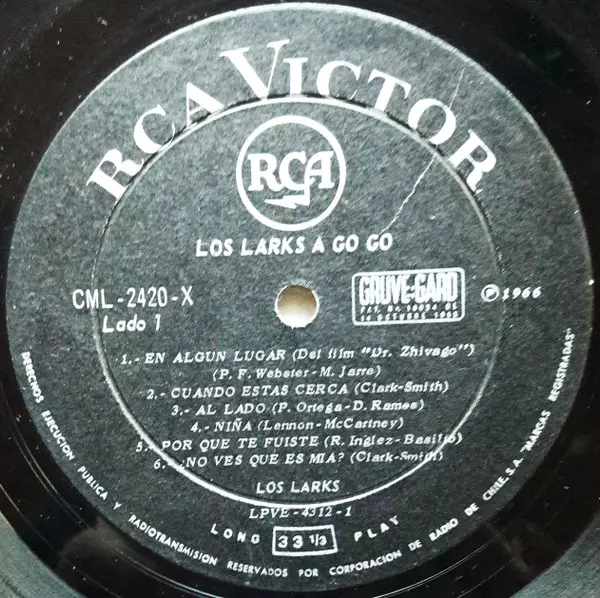 RCA VICTOR
RCA
LOS LARKS A GO GO
CML-2420-X
Lado 1
GRUVE-GARD
℗1966
1.- EN ALGUN LUGAR (Del film "Dr. Zhivago")
(P. F. Webster-M. Jarre)
2.- CUANDO ESTAS CERCA (Clark-Smith)
3.- AL LADO (P. Ortega-D. Ramos)
4.- NIÑA (Lennon-McCartney)
5.- POR QUE TE FUISTE (R. Inglez-Basilio)
6.- ¿NO VES QUE ES MIA? (Clark-Smith)
LOS LARKS
LPVE-4312-1
LONG 33 1/3 PLAY
DERECHOS EJECUCION PUBLICA Y RADIOTRANSMISION RESERVADOS POR CORPORACION DE RADIO DE CHILE, S.A. "MARCAS REGISTRADAS"